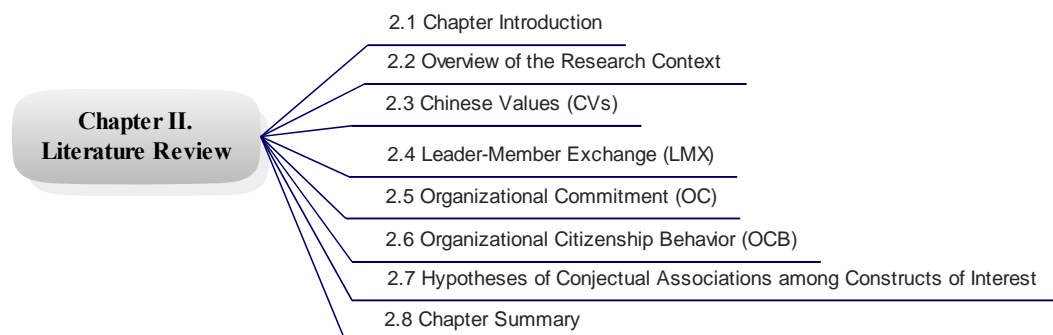 Chapter II.
Literature Review
2.1 Chapter Introduction
2.2 Overview of the Research Context
2.3 Chinese Values (CVs)
2.4 Leader-Member Exchange (LMX)
2.5 Organizational Commitment (OC)
2.6 Organizational Citizenship Behavior (OCB)
2.7 Hypotheses of Conjectual Associations among Constructs of Interest
2.8 Chapter Summary